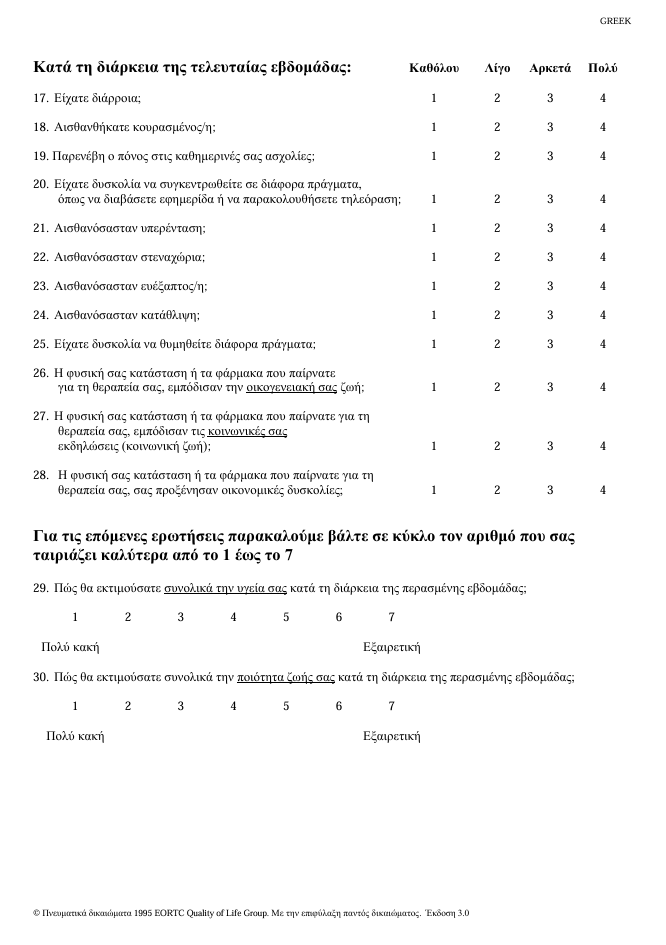 GREEK
Κατά τη διάρκεια της τελευταίας εβδομάδας: Καθόλου Λίγο Αρκετά Πολύ
17. Είχατε διάρροια; 1 2 3 4
18. Αισθανθήκατε κουρασμένος/η; 1 2 3 4
19. Παρενέβη ο πόνος στις καθημερινές σας ασχολίες; 1 2 3 4
20. Είχατε δυσκολία να συγκεντρωθείτε σε διάφορα πράγματα,
όπως να διαβάσετε εφημερίδα ή να παρακολουθήσετε τηλεόραση; 1 2 3 4
21. Αισθανόσασταν υπερένταση; 1 2 3 4
22. Αισθανόσασταν στεναχώρια; 1 2 3 4
23. Αισθανόσασταν ευέξαπτος/η; 1 2 3 4
24. Αισθανόσασταν κατάθλιψη; 1 2 3 4
25. Είχατε δυσκολία να θυμηθείτε διάφορα πράγματα; 1 2 3 4
26. Η φυσική σας κατάσταση ή τα φάρμακα που παίρνατε
για τη θεραπεία σας, εμπόδισαν την οικογενειακή σας ζωή; 1 2 3 4
27. Η φυσική σας κατάσταση ή τα φάρμακα που παίρνατε για τη
θεραπεία σας, εμπόδισαν τις κοινωνικές σας
εκδηλώσεις (κοινωνική ζωή); 1 2 3 4
28. Η φυσική σας κατάσταση ή τα φάρμακα που παίρνατε για τη
θεραπεία σας, σας προξένησαν οικονομικές δυσκολίες; 1 2 3 4
Για τις επόμενες ερωτήσεις παρακαλούμε βάλτε σε κύκλο τον αριθμό που σας
ταιριάζει καλύτερα από το 1 έως το 7
29. Πώς θα εκτιμούσατε συνολικά την υγεία σας κατά τη διάρκεια της περασμένης εβδομάδας;
1 2 3 4 5 6 7
Πολύ κακή Εξαιρετική
30. Πώς θα εκτιμούσατε συνολικά την ποιότητα ζωής σας κατά τη διάρκεια της περασμένης εβδομάδας;
1 2 3 4 5 6 7
Πολύ κακή Εξαιρετική
© Πνευματικά δικαιώματα 1995 EORTC Quality of Life Group. Με την επιφύλαξη παντός δικαιώματος. Έκδοση 3.0